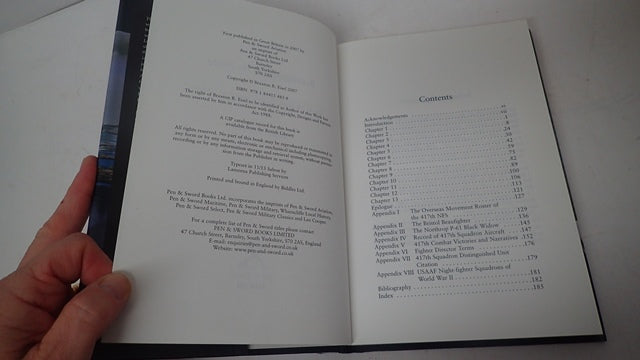 First published in Great Britain in 2007 by
Pen & Sword Aviation
an imprint of
Pen & Sword Books Ltd
47 Church Street
Barnsley
South Yorkshire
S70 2AS
Copyright © Braxton R. Eisel 2007
ISBN 978 1 84415
The right of Braxton R. Eisel to be identified as Author of this Work has
been asserted by him in accordance with the Copyright, Designs and Patents
Act 1988.
A CIP catalogue record for this book is
available from the British Library.
All rights reserved. No part of this book may be reproduced or transmitted in
any form or by any means, electronic or mechanical including photocopying,
recording or by any information storage and retrieval system, without permis-
sion from the Publisher in writing.
Typeset in Sabon by
Lamorna Publishing Services
Printed and bound in England by Biddles Ltd.
Pen & Sword Books Ltd. incorporates the imprints of Pen & Sword Aviation,
Pen & Sword Maritime, Pen & Sword Military, Wharncliffe Local History,
Pen & Sword Select, Pen & Sword Military Classics and Leo Cooper.
For a complete list of Pen & Sword titles please contact
PEN & SWORD BOOKS LIMITED
47 Church Street, Barnsley, South Yorkshire, S70 2AS, England
E-mail: enquiries@pen-and-sword.co.uk
Website: www.pen-and-sword.co.uk
Contents
Acknowledgements
Introduction
Chapter 1
Chapter 2
Chapter 3
Chapter 4
Chapter 5
Chapter 6
Chapter 7
Chapter 8
Chapter 9
Chapter 10
Chapter 11
Chapter 12
Chapter 13
Epilogue 127
Appendix I The Overseas Movement Roster of
the 417th NFS 129
Appendix II The Bristol Beaufighter 136
Appendix III The Northrop P-61 Black Widow 143
Appendix IV Record of 417th Squadron Aircraft 147
Appendix V 417th Combat Victories and Narratives 152
Appendix VI Fighter Director Terms 176
Appendix VII 417th Squadron Distinguished Unit
Citation 179
Appendix VIII USAAF Night-fighter Squadrons of
World War II 181
Bibliography 182
Index 183